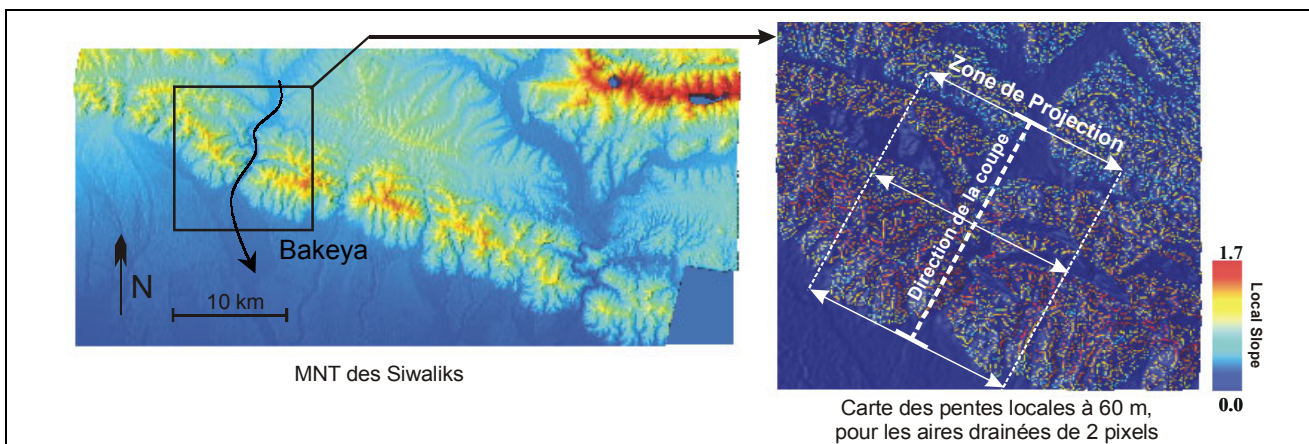 Bakeya
N
10 km
MNT des Siwaliks
Zone de Projection
Direction de la coupe
1.7
Local Slope
0.0
Carte des pentes locales à 60 m,
pour les aires drainées de 2 pixels